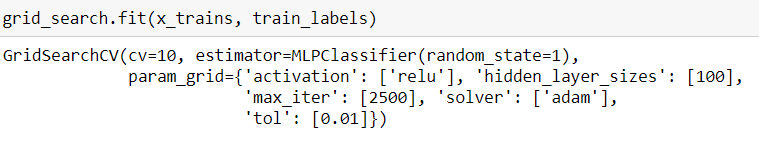 grid_search.fit(x_trains, train_labels)
GridSearchCV(cv=10, estimator=MLPClassifier(random_state=1),
             param_grid={'activation': ['relu'], 'hidden_layer_sizes': [100],
                         'max_iter': [2500], 'solver': ['adam'],
                         'tol': [0.01]})